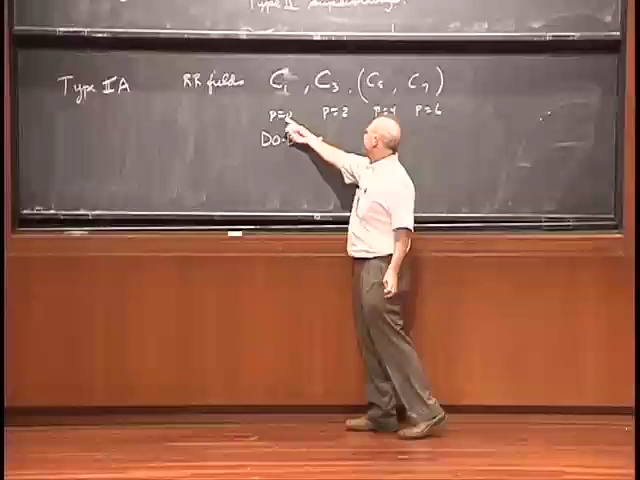 Type II superstrings
Type IIA RR fields C₁, C₃, (C₅, C₇)
p=0 p=2 p=4 p=6
D0-